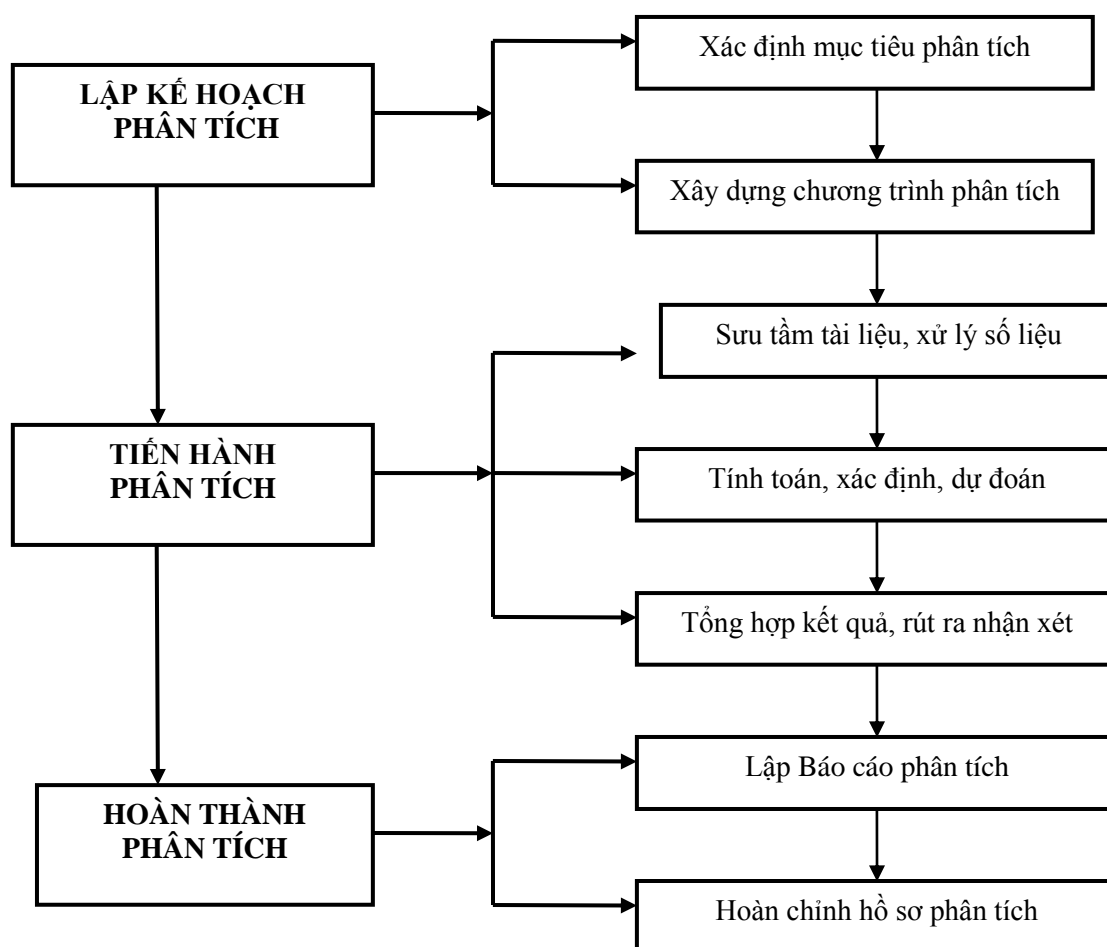 LẬP KẾ HOẠCH
PHÂN TÍCH
Xác định mục tiêu phân tích
Xây dựng chương trình phân tích
TIẾN HÀNH
PHÂN TÍCH
Sưu tầm tài liệu, xử lý số liệu
Tính toán, xác định, dự đoán
Tổng hợp kết quả, rút ra nhận xét
HOÀN THÀNH
PHÂN TÍCH
Lập Báo cáo phân tích
Hoàn chỉnh hồ sơ phân tích